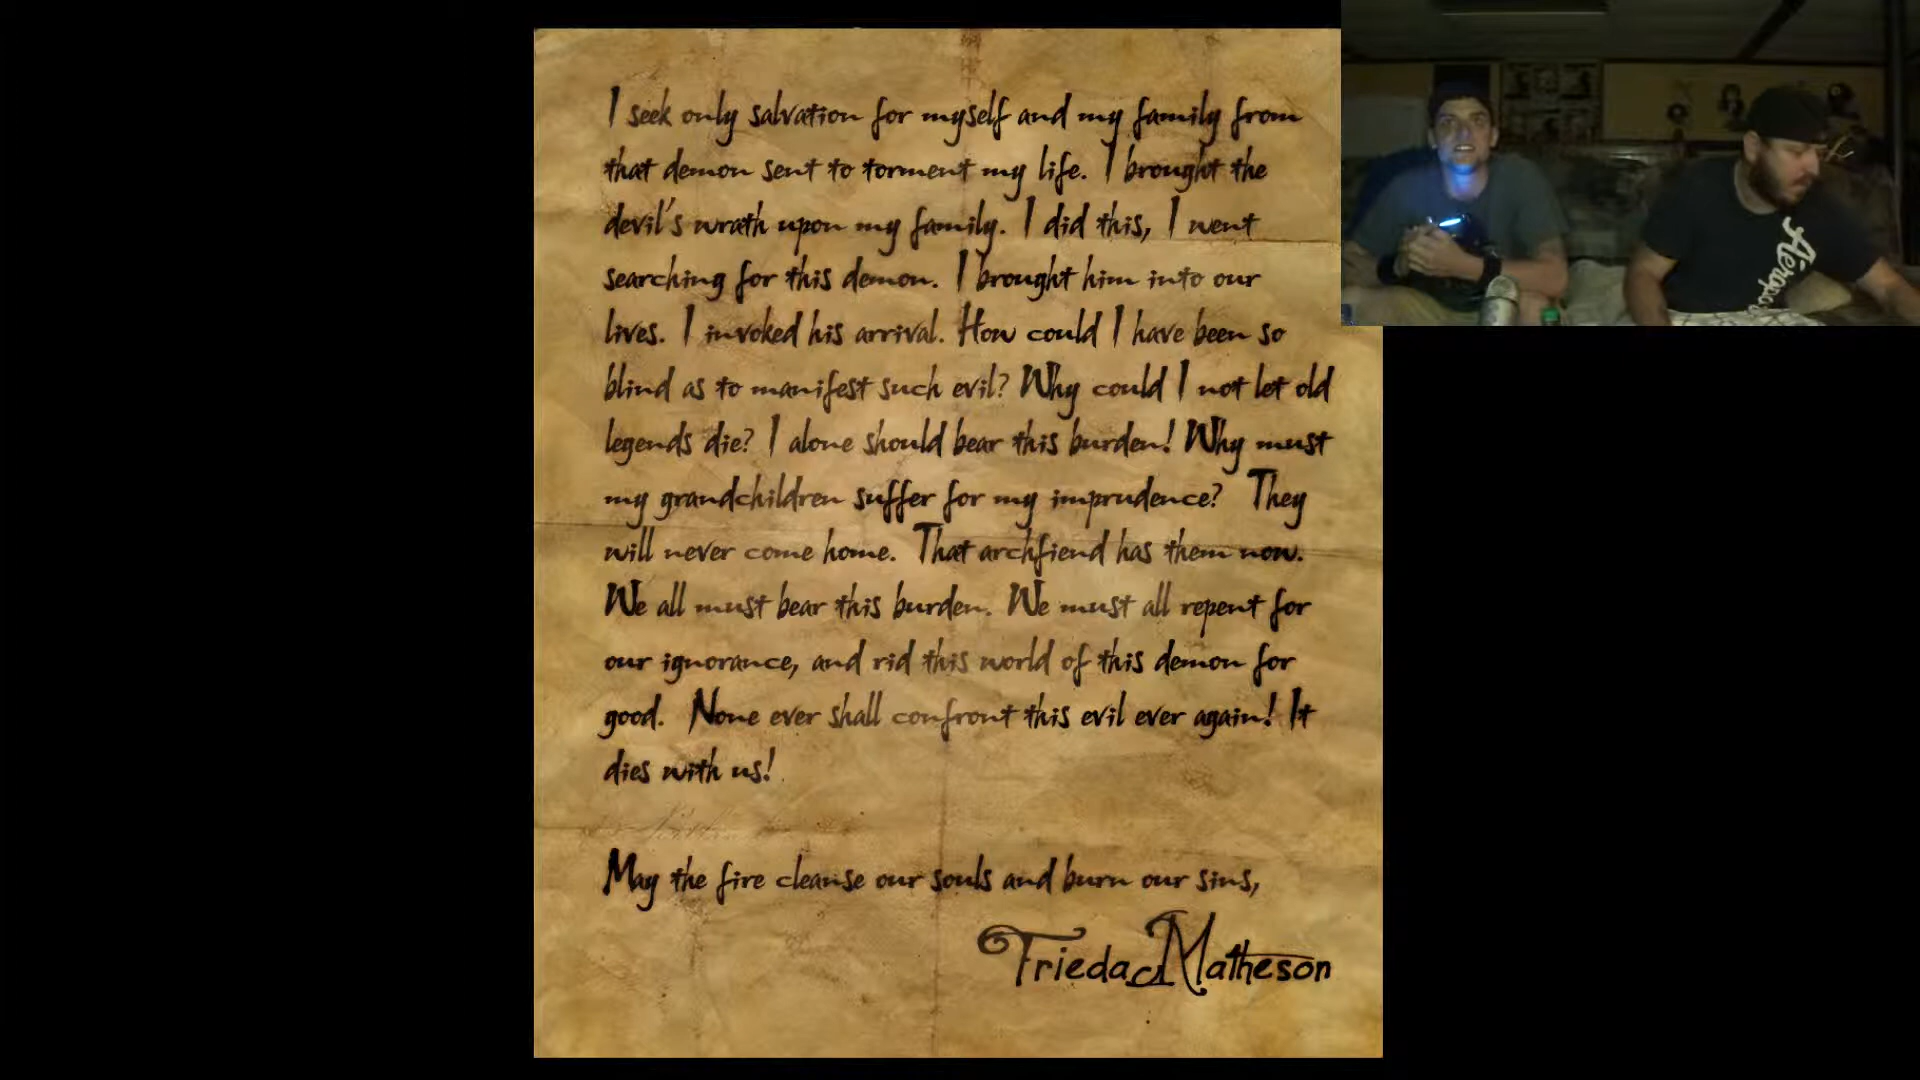 I seek only salvation for myself and my family from
that demon sent to torment my life. I brought the
devil's wrath upon my family. I did this, I went
searching for this demon. I brought him into our
lives. I invoked his arrival. How could I have been so
blind as to manifest such evil? Why could I not let old
legends die? I alone should bear this burden! Why must
my grandchildren suffer for my imprudence? They
will never come home. That archfiend has them now.
We all must bear this burden. We must all repent for
our ignorance, and rid this world of this demon for
good. None ever shall confront this evil ever again! It
dies with us!
May the fire cleanse our souls and burn our sins,
Frieda Matheson